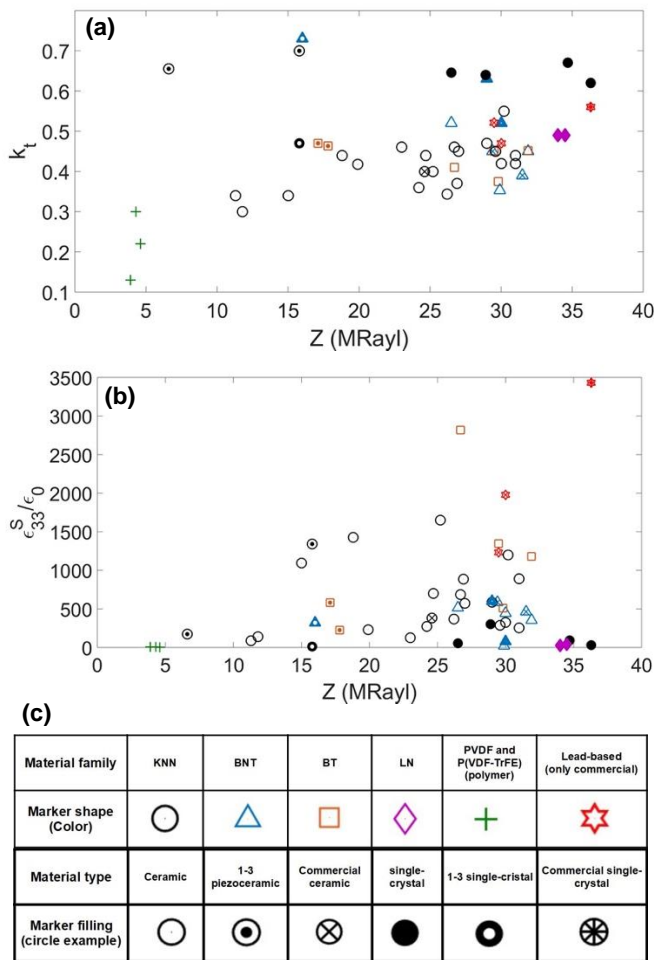 (a)
0.7
0.6
0.5
0.4
0.3
0.2
0.1
k_t
0 5 10 15 20 25 30 35 40
Z (MRayl)
(b)
3500
3000
2500
2000
1500
1000
500
0
ϵ^S_33/ϵ_0
0 5 10 15 20 25 30 35 40
Z (MRayl)
(c)
Material family KNN BNT BT LN PVDF and P(VDF-TrFE) (polymer) Lead-based (only commercial)
Marker shape (Color)
Material type Ceramic 1-3 piezoceramic Commercial ceramic single-crystal 1-3 single-cristal Commercial single-crystal
Marker filling (circle example)